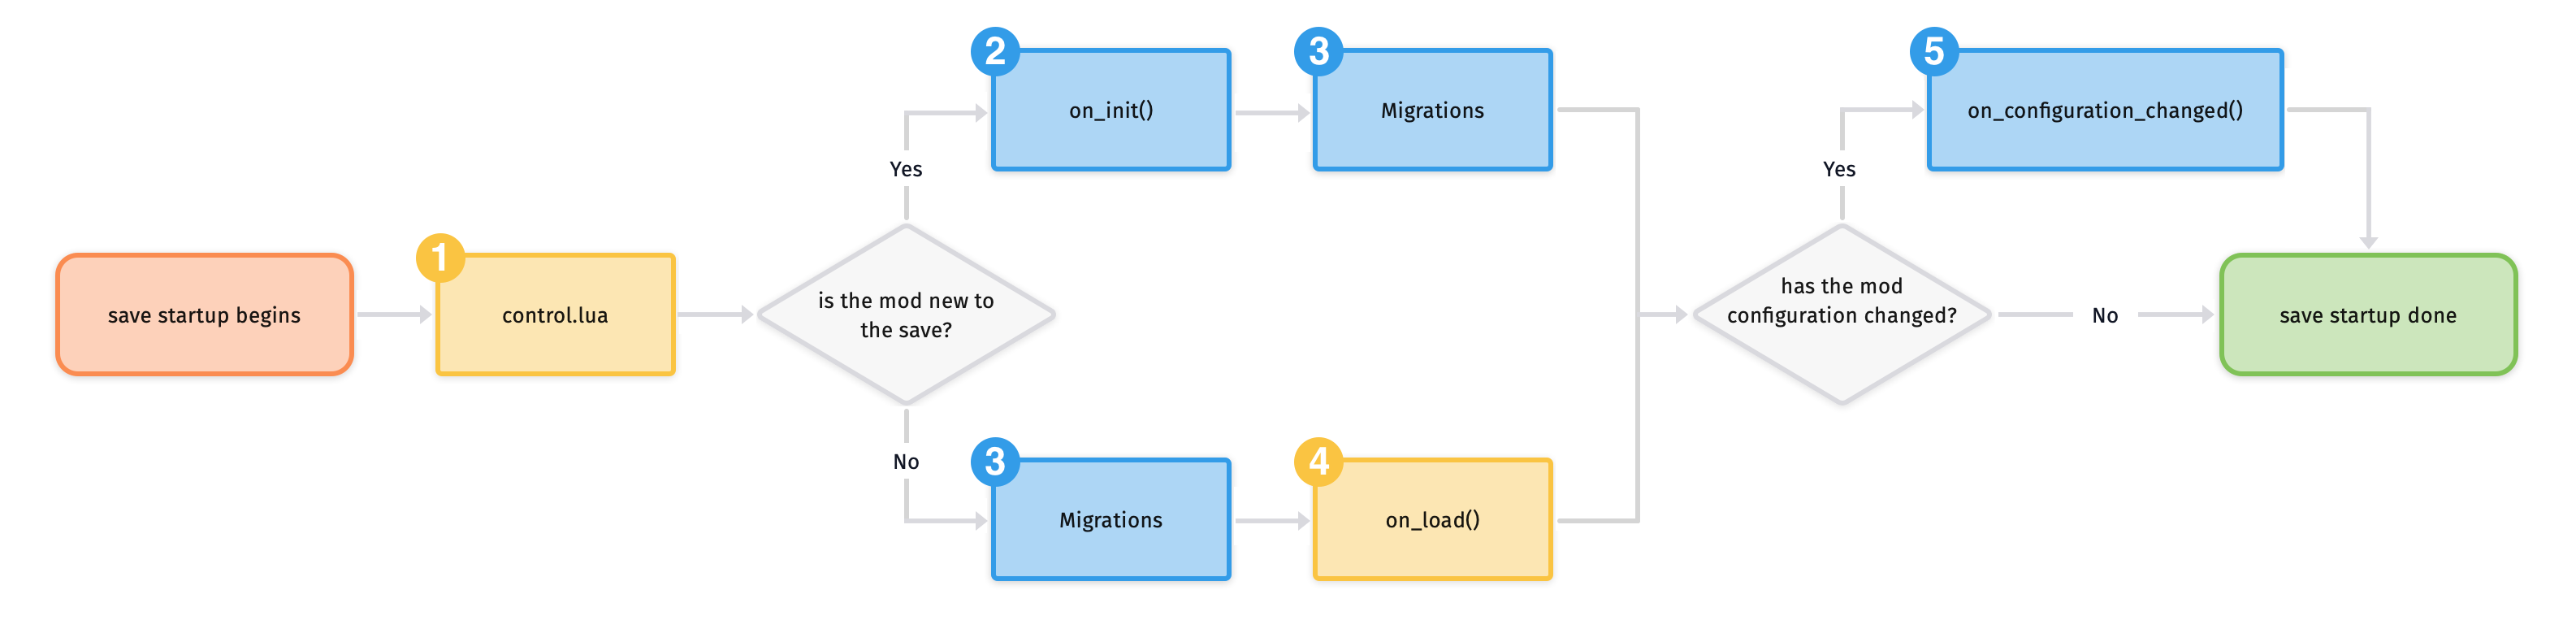 save startup begins
1
control.lua
is the mod new to
the save?
Yes
2
on_init()
3
Migrations
No
3
Migrations
4
on_load()
has the mod
configuration changed?
Yes
5
on_configuration_changed()
No
save startup done